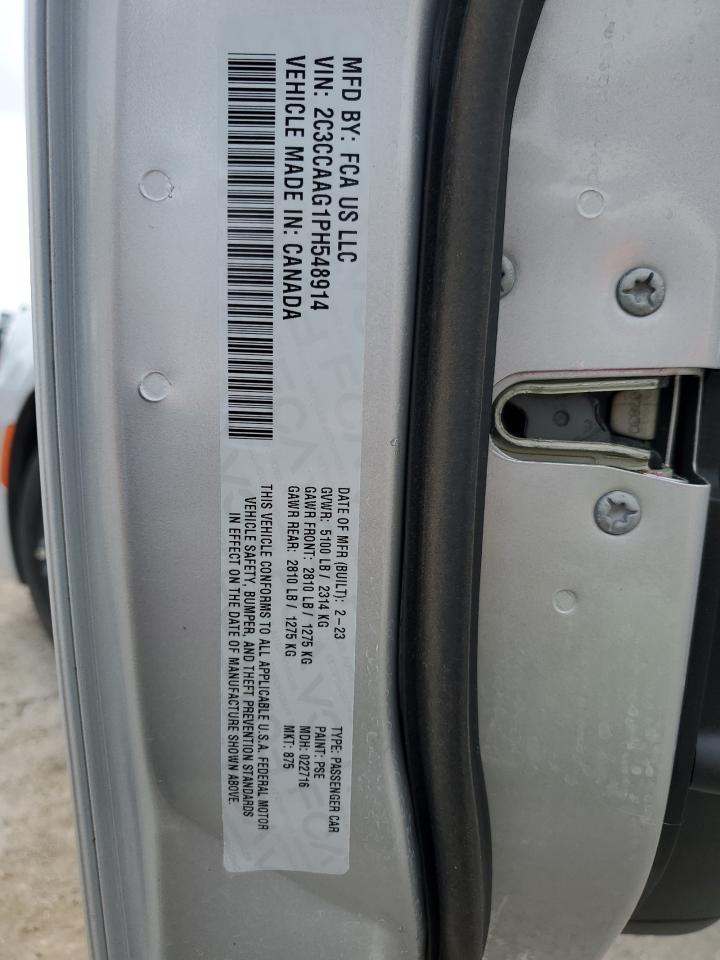 MFD BY: FCA US LLC
VIN: 2C3CCAAG1PH548914
VEHICLE MADE IN: CANADA
DATE OF MFR (BUILT): 2-23
GVWR: 5100 LB / 2314 KG
GAWR FRONT: 2810 LB / 1275 KG
GAWR REAR: 2810 LB / 1275 KG
TYPE: PASSENGER CAR
PAINT: PSE
MDH: 022716
MKT: 875
THIS VEHICLE CONFORMS TO ALL APPLICABLE U.S.A. FEDERAL MOTOR
VEHICLE SAFETY, BUMPER, AND THEFT PREVENTION STANDARDS
IN EFFECT ON THE DATE OF MANUFACTURE SHOWN ABOVE.